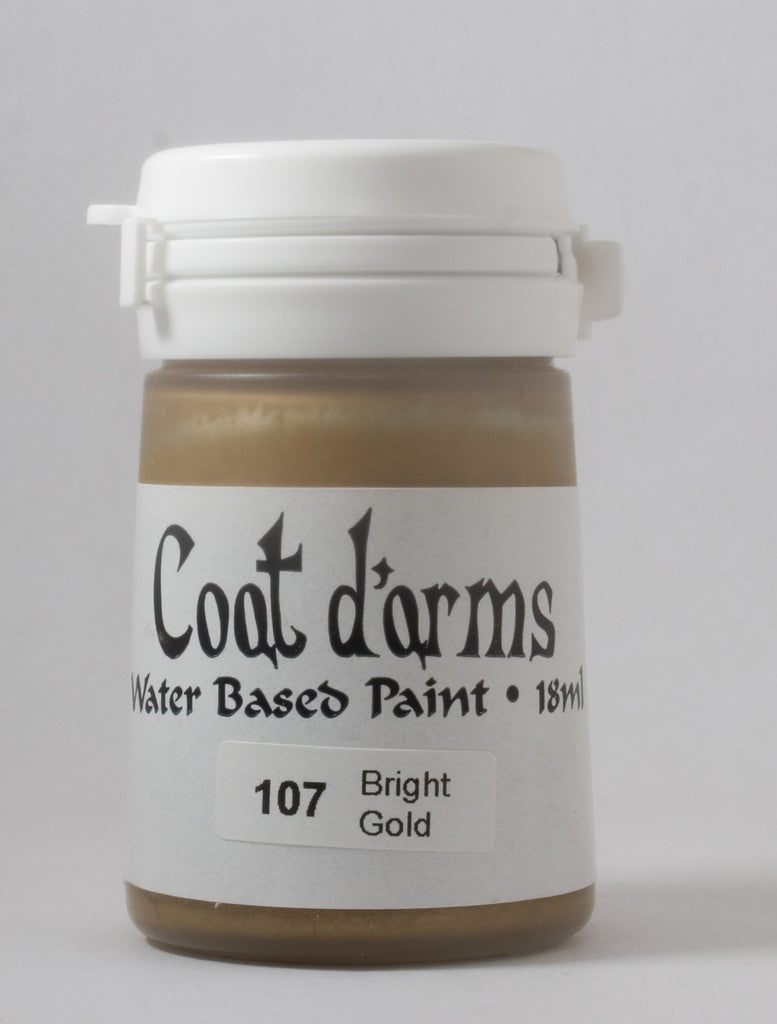 Coat d'arms
Water Based Paint • 18ml
107 Bright
Gold